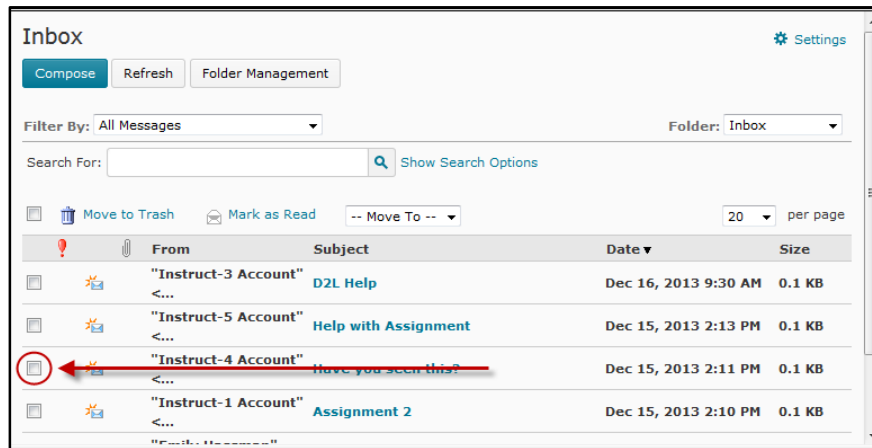 Inbox
Settings
Compose Refresh Folder Management
Filter By: All Messages Folder: Inbox
Search For: Show Search Options
Move to Trash Mark as Read -- Move To -- 20 per page
From Subject Date Size
"Instruct-3 Account" <... D2L Help Dec 16, 2013 9:30 AM 0.1 KB
"Instruct-5 Account" <... Help with Assignment Dec 15, 2013 2:13 PM 0.1 KB
"Instruct-4 Account" <... Have you seen this? Dec 15, 2013 2:11 PM 0.1 KB
"Instruct-1 Account" <... Assignment 2 Dec 15, 2013 2:10 PM 0.1 KB